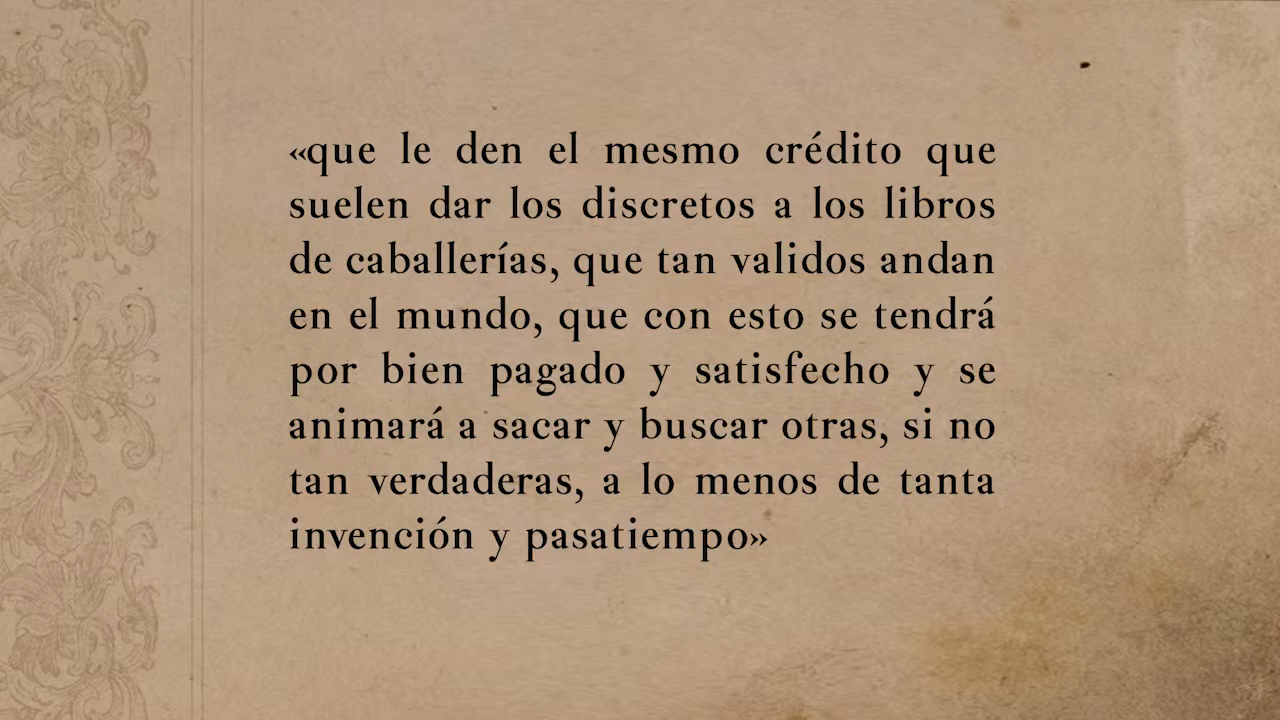 «que le den el mesmo crédito que
suelen dar los discretos a los libros
de caballerías, que tan validos andan
en el mundo, que con esto se tendrá
por bien pagado y satisfecho y se
animará a sacar y buscar otras, si no
tan verdaderas, a lo menos de tanta
invención y pasatiempo»